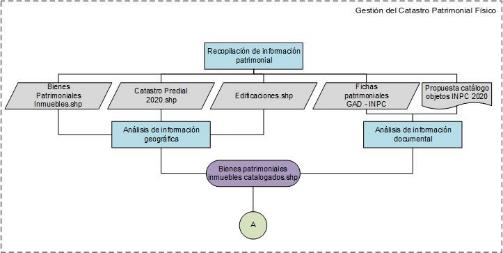 Gestión del Catastro Patrimonial Físico
Recopilación de información
patrimonial
Bienes
Patrimoniales
Inmuebles.shp
Catastro Predial
2020.shp
Edificaciones.shp
Fichas
patrimoniales
GAD - INPC
Propuesta catálogo
objetos INPC 2020
Análisis de información
geográfica
Análisis de información
documental
Bienes patrimoniales
inmuebles catalogados.shp
A